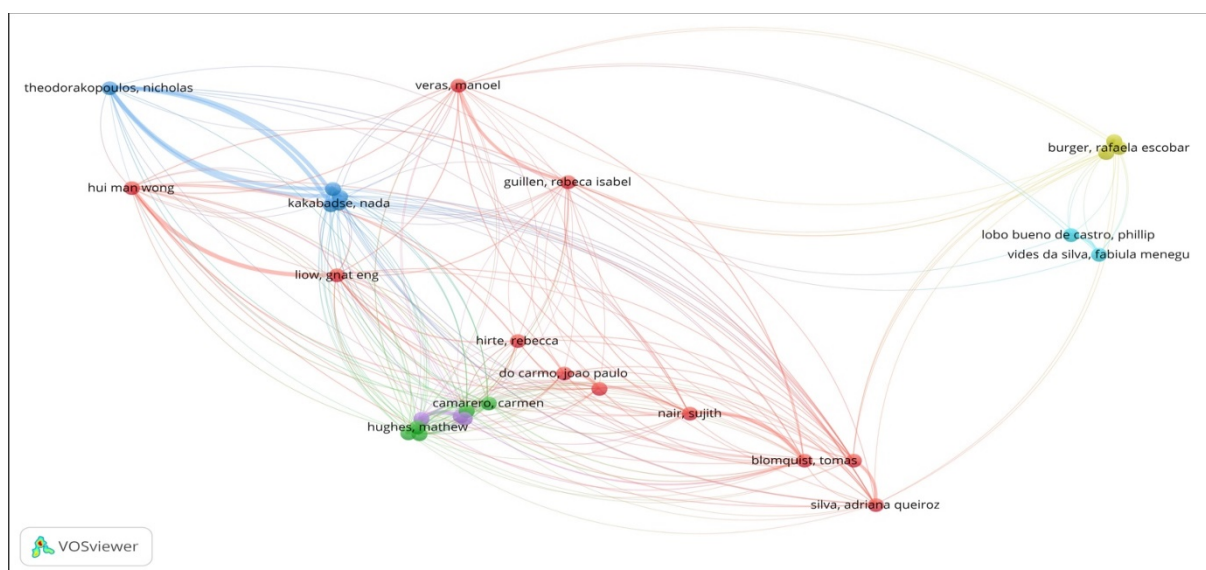 theodorakopoulos, nicholas
veras, manoel
burger, rafaela escobar
hui man wong
guillen, rebeca isabel
kakabadse, nada
lobo bueno de castro, phillip
vides da silva, fabiula menegu
liow, gnat eng
hirte, rebecca
do carmo, joao paulo
camarero, carmen
hughes, mathew
nair, sujith
blomquist, tomas
silva, adriana queiroz
VOSviewer